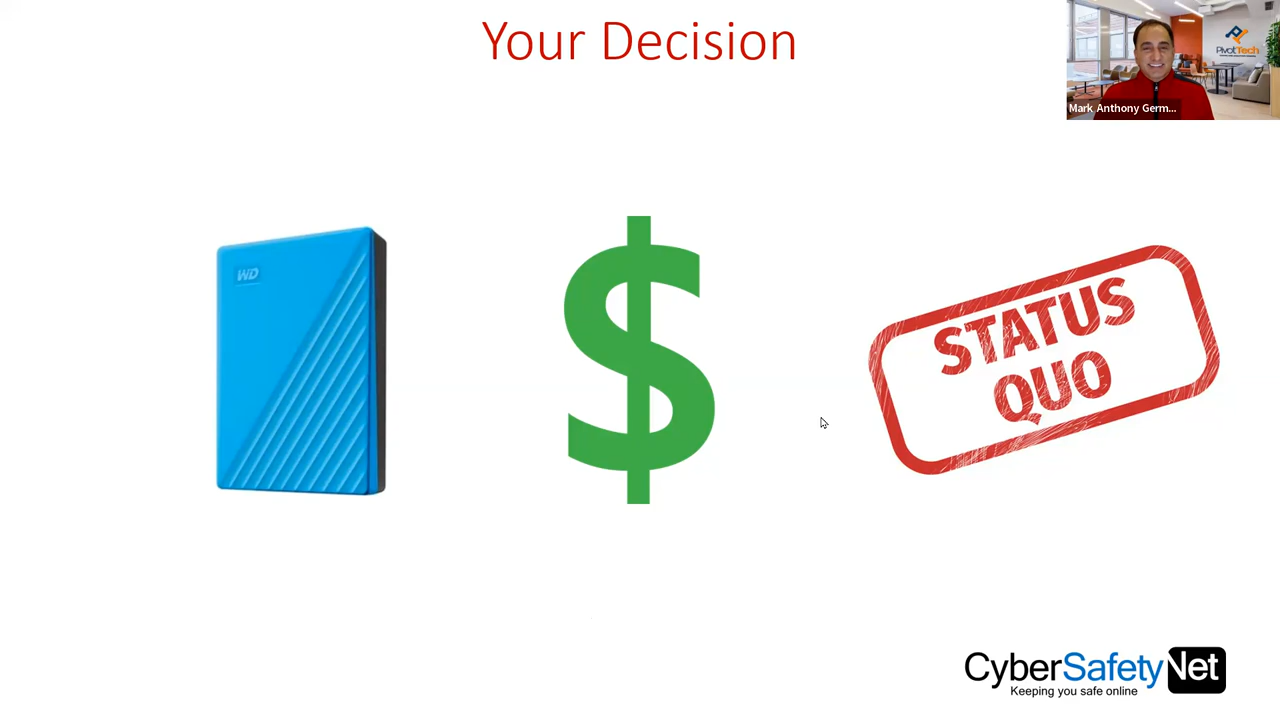 Your Decision
PivotTech
Mark Anthony Germ...
WD
$
STATUS
QUO
CyberSafetyNet
Keeping you safe online